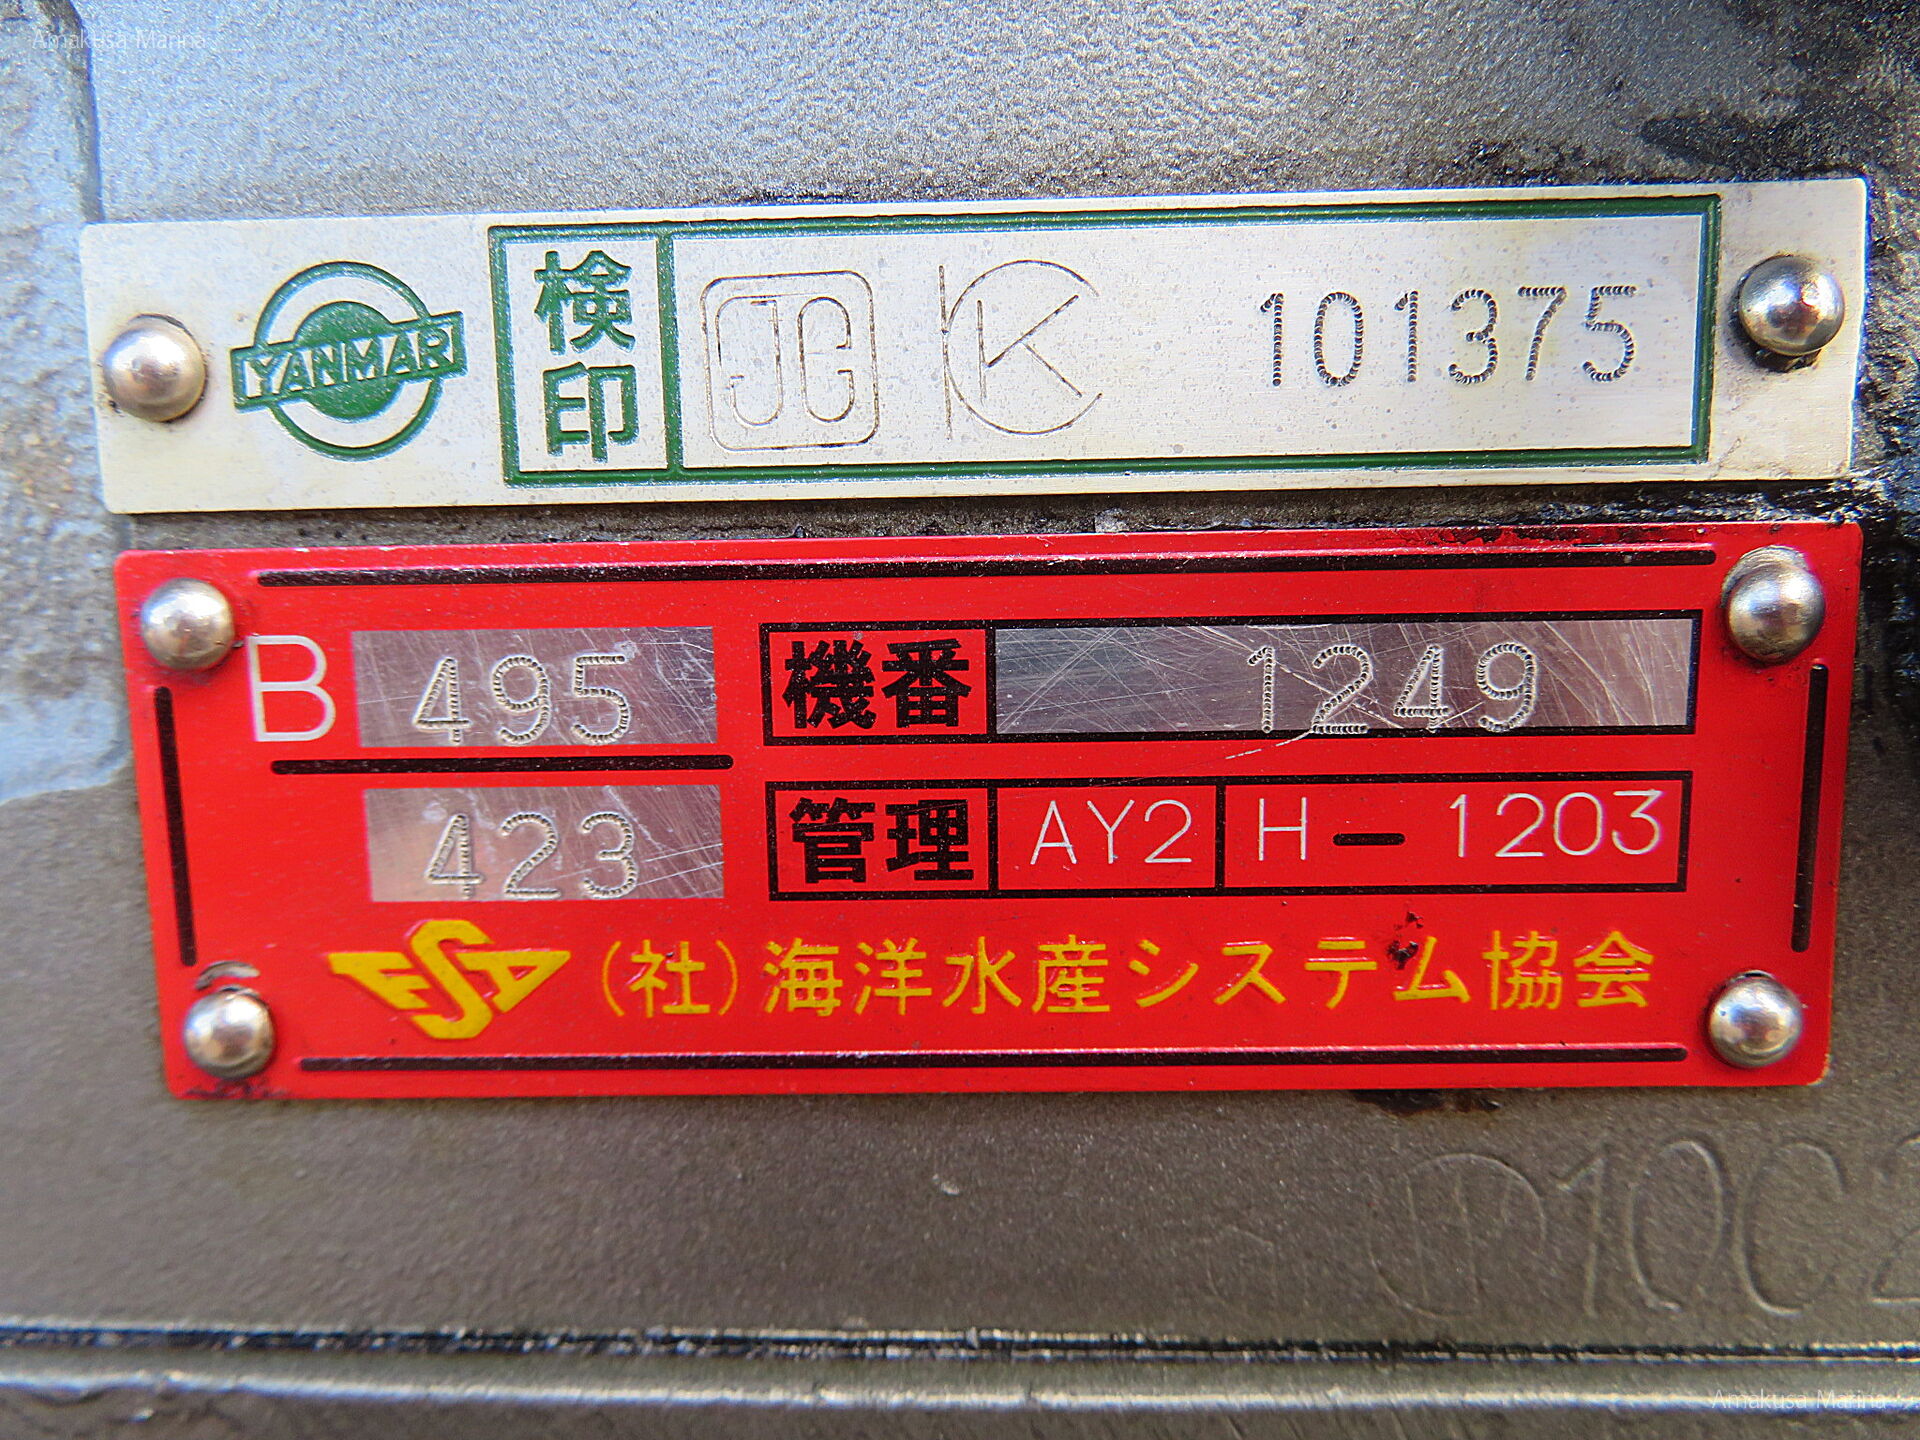 Amakusa Marina
YANMAR 検印 JG K 101375
B 495 機番 1249
423 管理 AY2 H-1203
FSA (社)海洋水産システム協会
Amakusa Marina